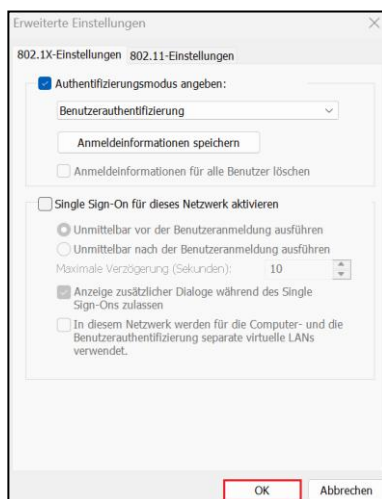 Erweiterte Einstellungen
802.1X-Einstellungen 802.11-Einstellungen
Authentifizierungsmodus angeben:
Benutzerauthentifizierung
Anmeldeinformationen speichern
Anmeldeinformationen für alle Benutzer löschen
Single Sign-On für dieses Netzwerk aktivieren
Unmittelbar vor der Benutzeranmeldung ausführen
Unmittelbar nach der Benutzeranmeldung ausführen
Maximale Verzögerung (Sekunden): 10
Anzeige zusätzlicher Dialoge während des Single
Sign-Ons zulassen
In diesem Netzwerk werden für die Computer- und die
Benutzerauthentifizierung separate virtuelle LANs
verwendet.
OK Abbrechen